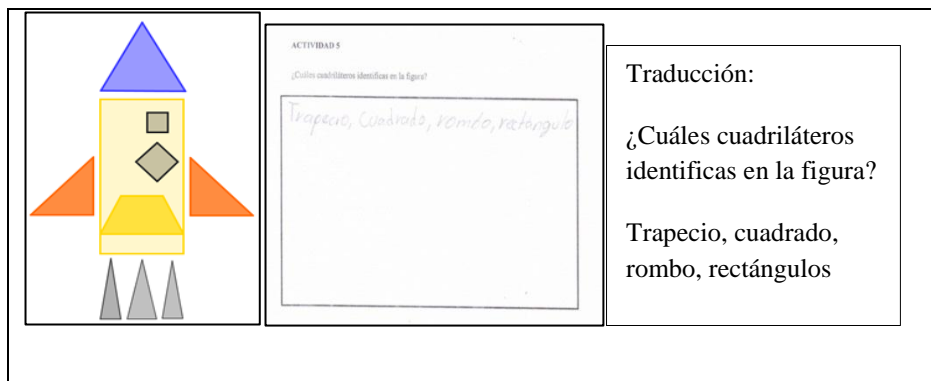 ACTIVIDAD 5
¿Cuáles cuadriláteros identificas en la figura?
Trapecio, Cuadrado, rombo, rectangulo
Traducción:
¿Cuáles cuadriláteros
identificas en la figura?
Trapecio, cuadrado,
rombo, rectángulos